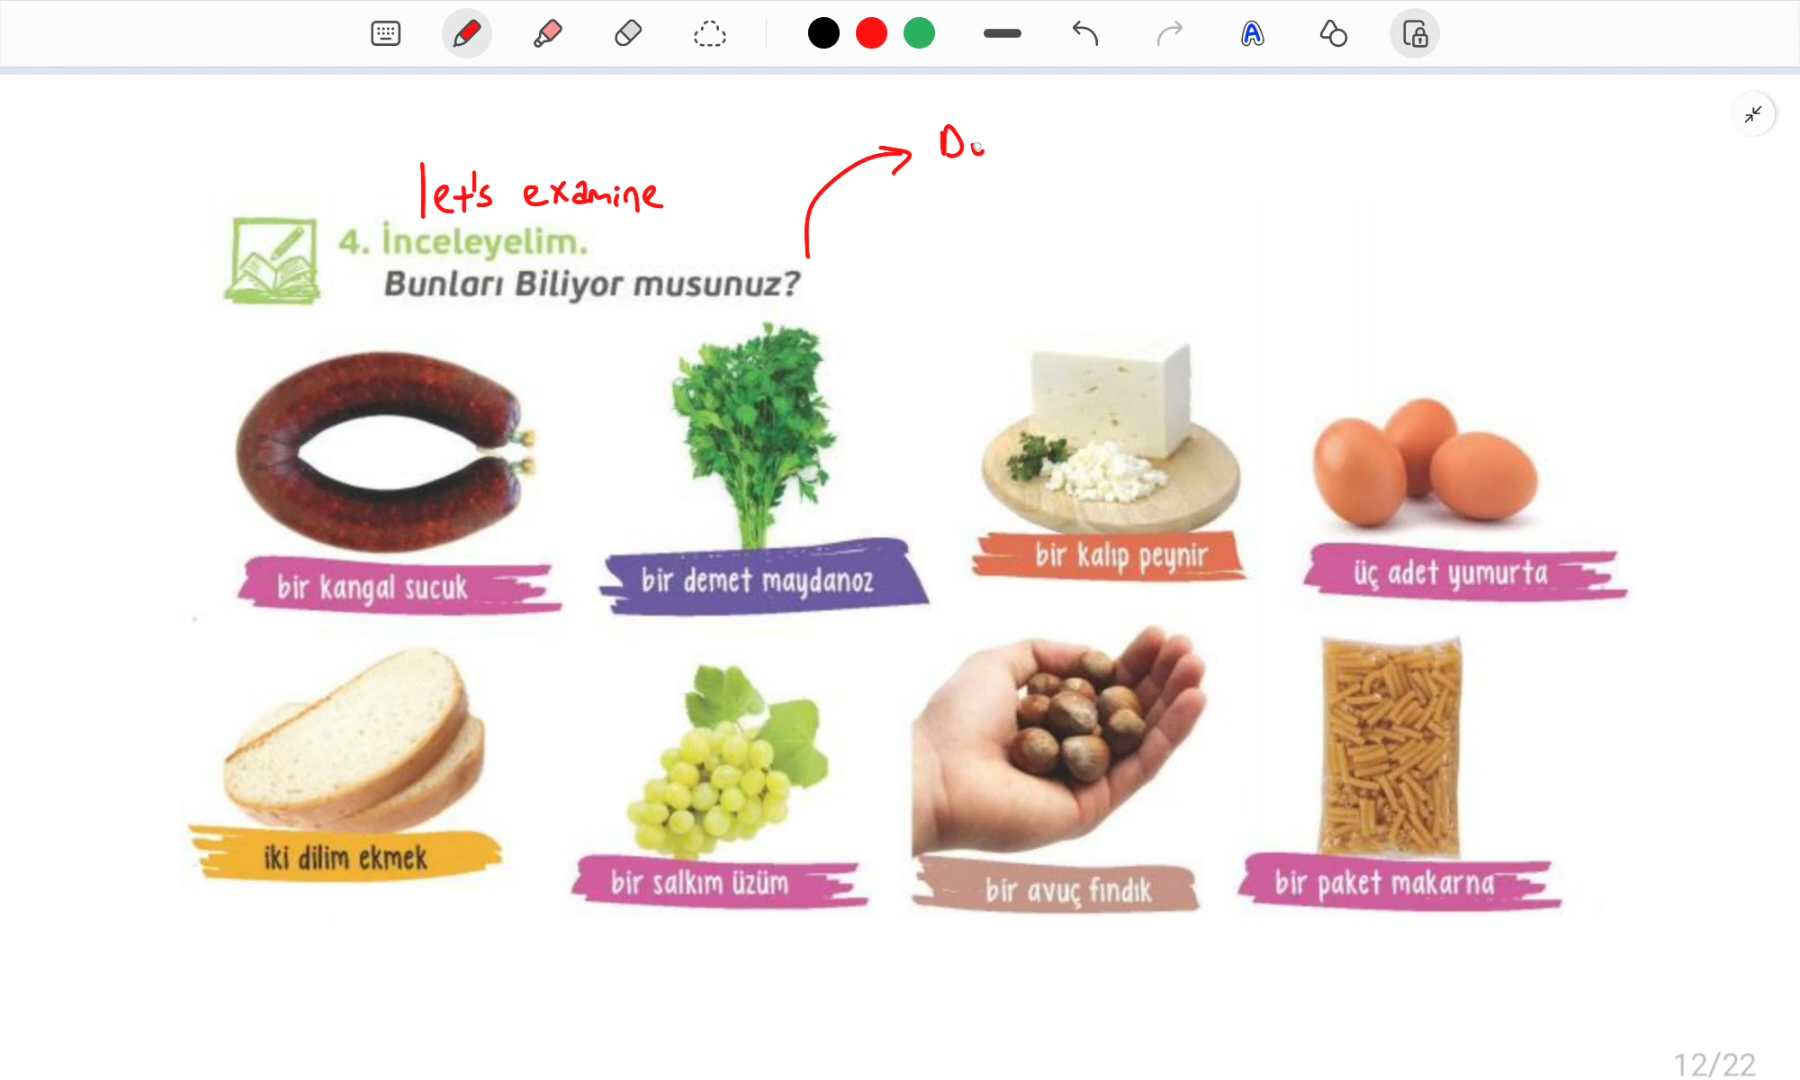 Do
let's examine
4. İnceleyelim.
Bunları Biliyor musunuz?
bir kangal sucuk
bir demet maydanoz
bir kalıp peynir
üç adet yumurta
iki dilim ekmek
bir salkım üzüm
bir avuç fındık
bir paket makarna
12/22